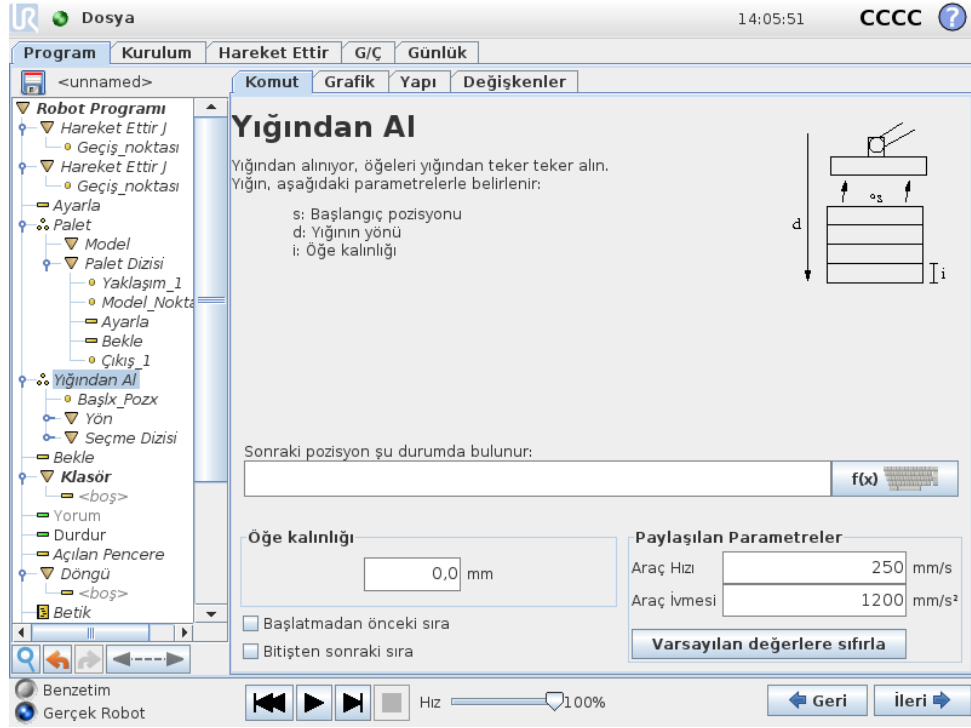 UR Dosya 14:05:51 CCCC ?
Program Kurulum Hareket Ettir G/Ç Günlük
<unnamed>
Komut Grafik Yapı Değişkenler
Robot Programı
Hareket Ettir J
Geçiş_noktası
Hareket Ettir J
Geçiş_noktası
Ayarla
Palet
Model
Palet Dizisi
Yaklaşım_1
Model_Nokta
Ayarla
Bekle
Çıkış_1
Yığından Al
Başlx_Pozx
Yön
Seçme Dizisi
Bekle
Klasör
<boş>
Yorum
Durdur
Açılan Pencere
Döngü
<boş>
Betik
Yığından Al
Yığından alınıyor, öğeleri yığından teker teker alın.
Yığın, aşağıdaki parametrelerle belirlenir:
s: Başlangıç pozisyonu
d: Yığının yönü
i: Öğe kalınlığı
s
d
i
Sonraki pozisyon şu durumda bulunur:
f(x)
Öğe kalınlığı
0,0 mm
Başlatmadan önceki sıra
Bitişten sonraki sıra
Paylaşılan Parametreler
Araç Hızı 250 mm/s
Araç İvmesi 1200 mm/s²
Varsayılan değerlere sıfırla
Benzetim
Gerçek Robot
Hız 100%
Geri İleri